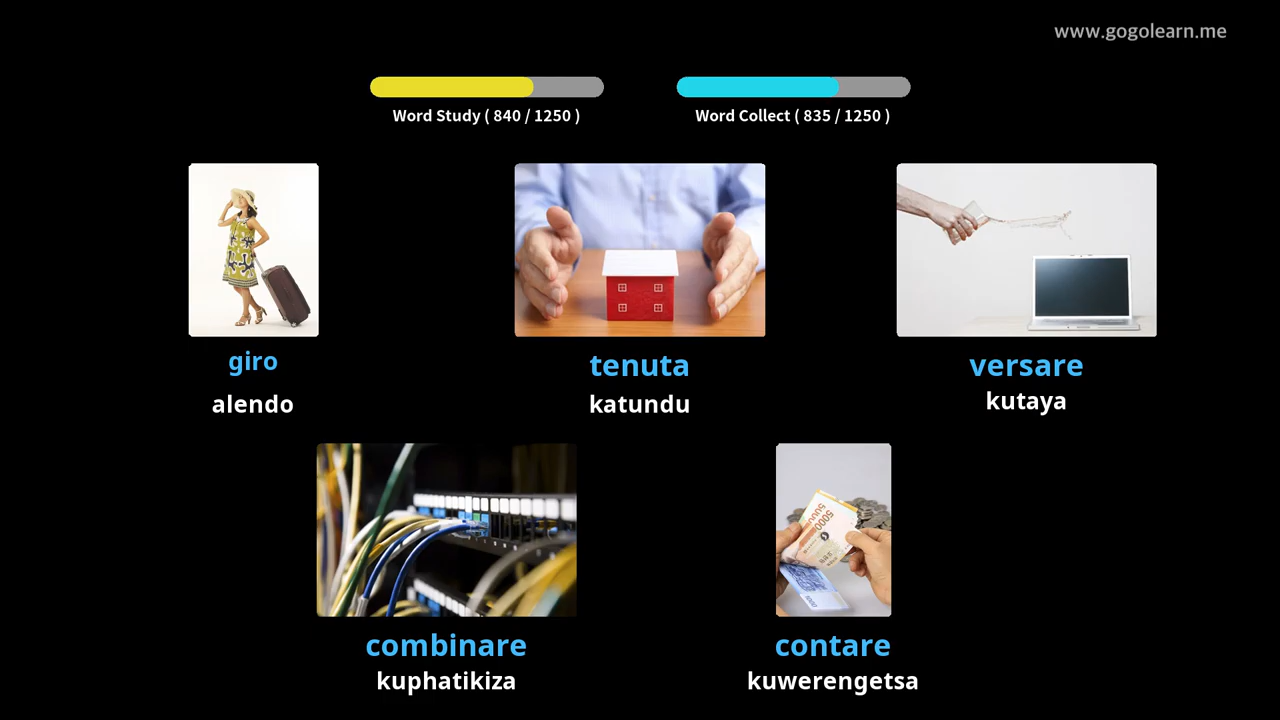 www.gogolearn.me
Word Study ( 840 / 1250 )
Word Collect ( 835 / 1250 )
giro
alendo
tenuta
katundu
versare
kutaya
combinare
kuphatikiza
contare
kuwerengetsa